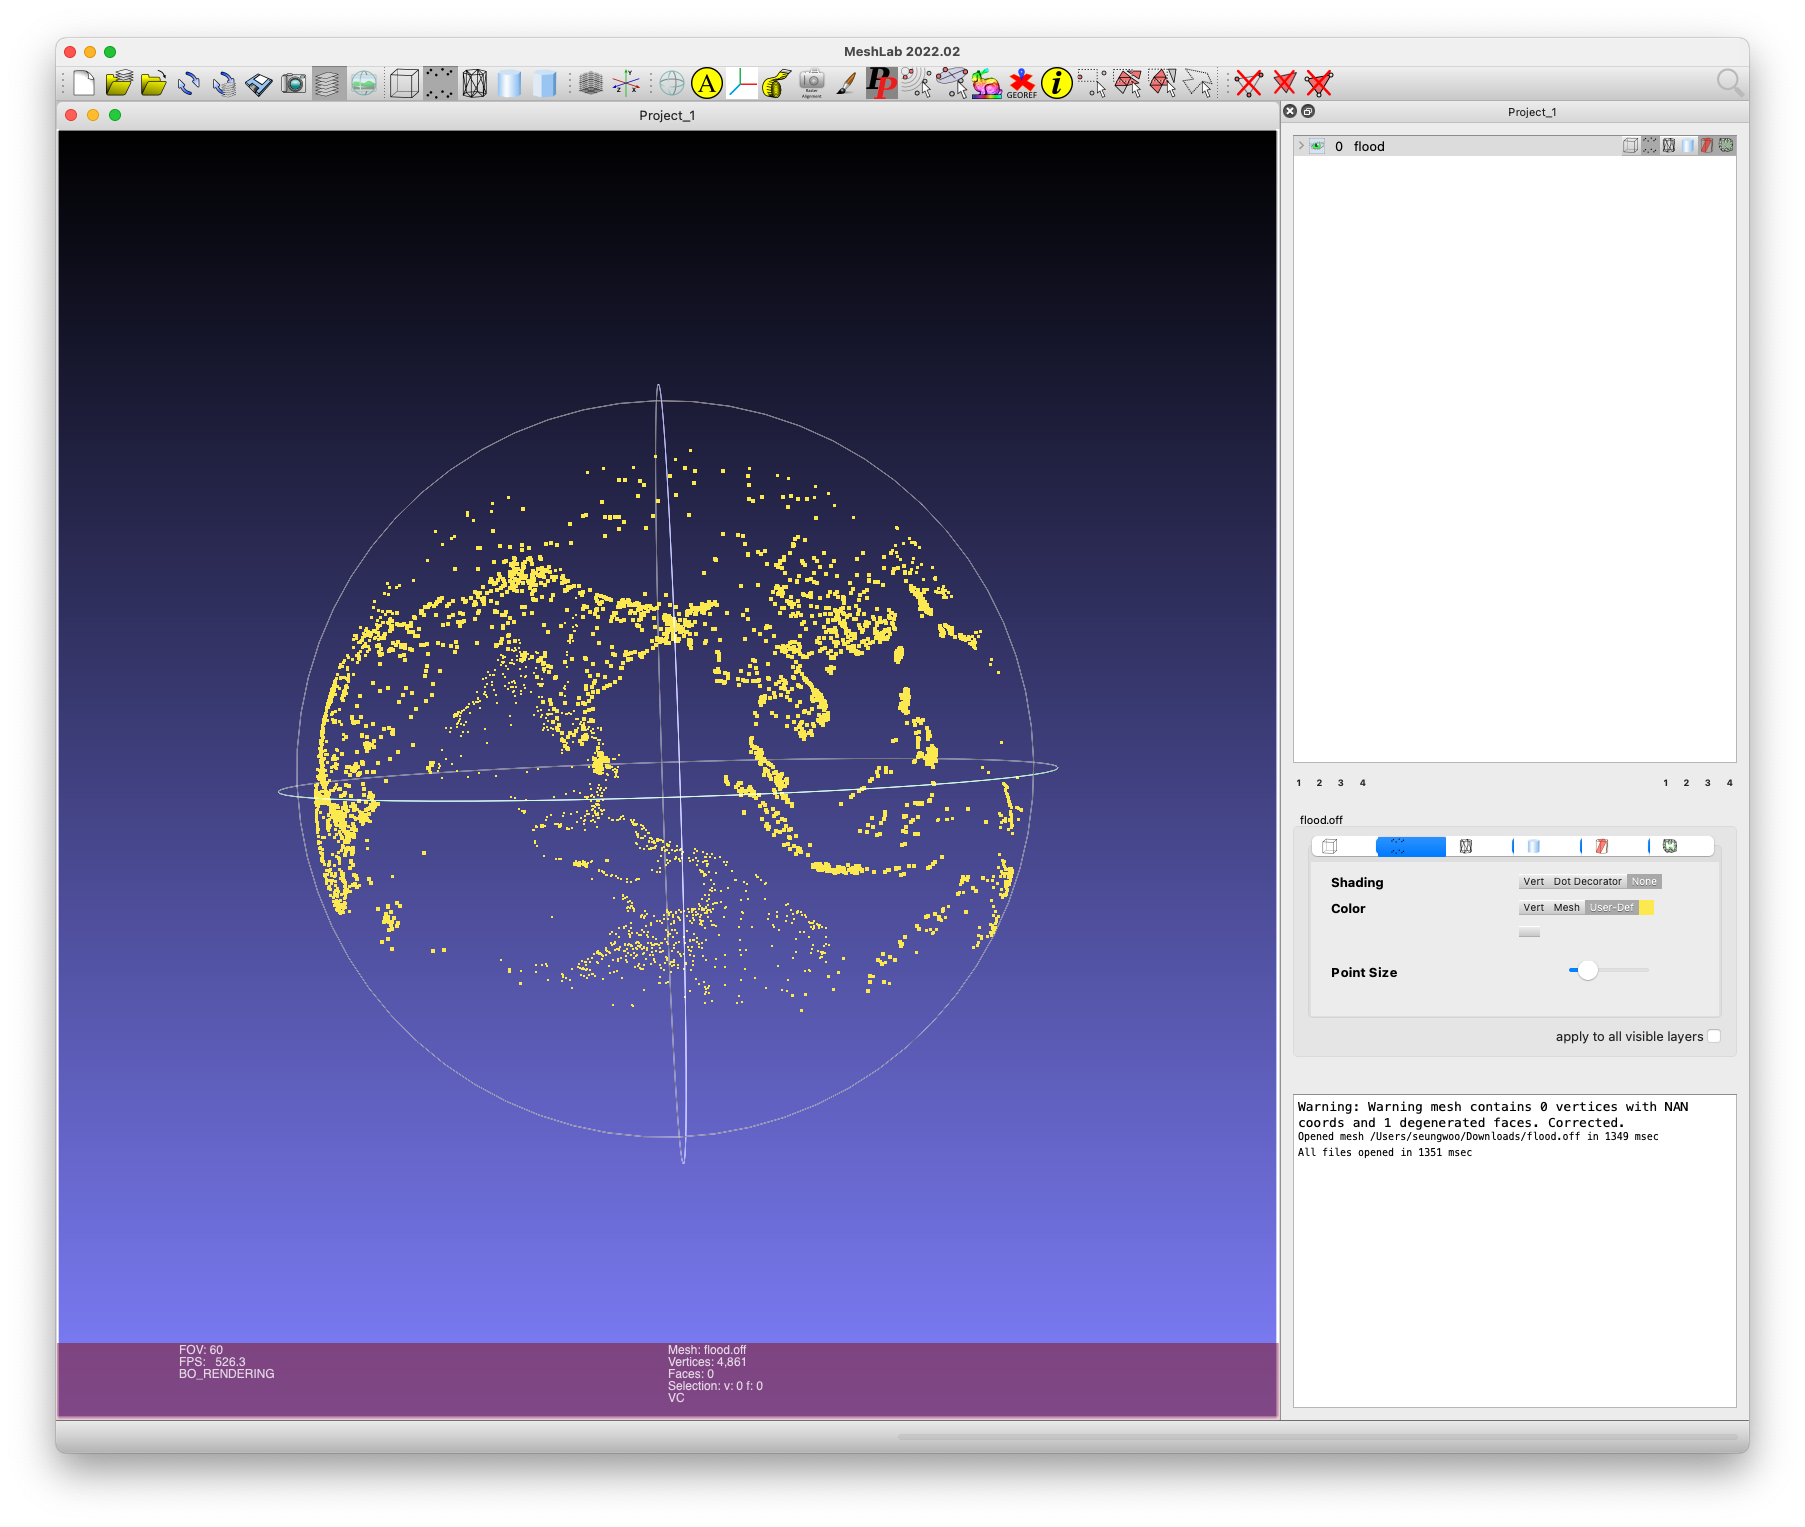 MeshLab 2022.02
A
PP
GEOREF
i
Project_1
Project_1
0 flood
1 2 3 4
1 2 3 4
flood.off
Shading
Vert Dot Decorator None
Color
Vert Mesh User-Def
Point Size
apply to all visible layers
Warning: Warning mesh contains 0 vertices with NAN
coords and 1 degenerated faces. Corrected.
Opened mesh /Users/seungwoo/Downloads/flood.off in 1349 msec
All files opened in 1351 msec
FOV: 60
FPS: 526.3
BO_RENDERING
Mesh: flood.off
Vertices: 4,861
Faces: 0
Selection: v: 0 f: 0
VC